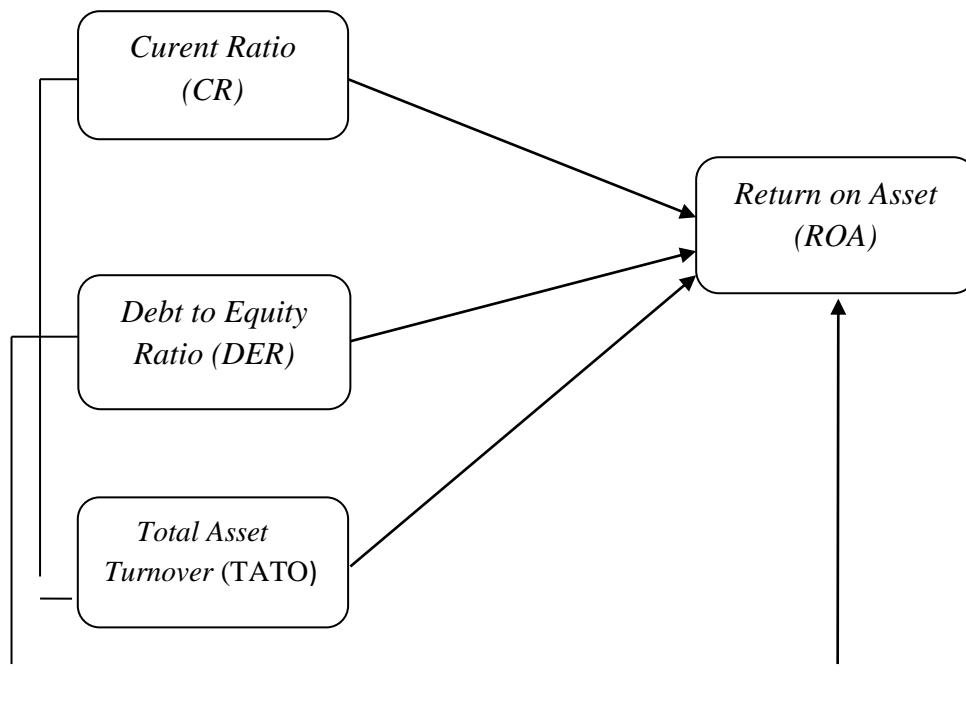 Curent Ratio
(CR)
Return on Asset
(ROA)
Debt to Equity
Ratio (DER)
Total Asset
Turnover (TATO)